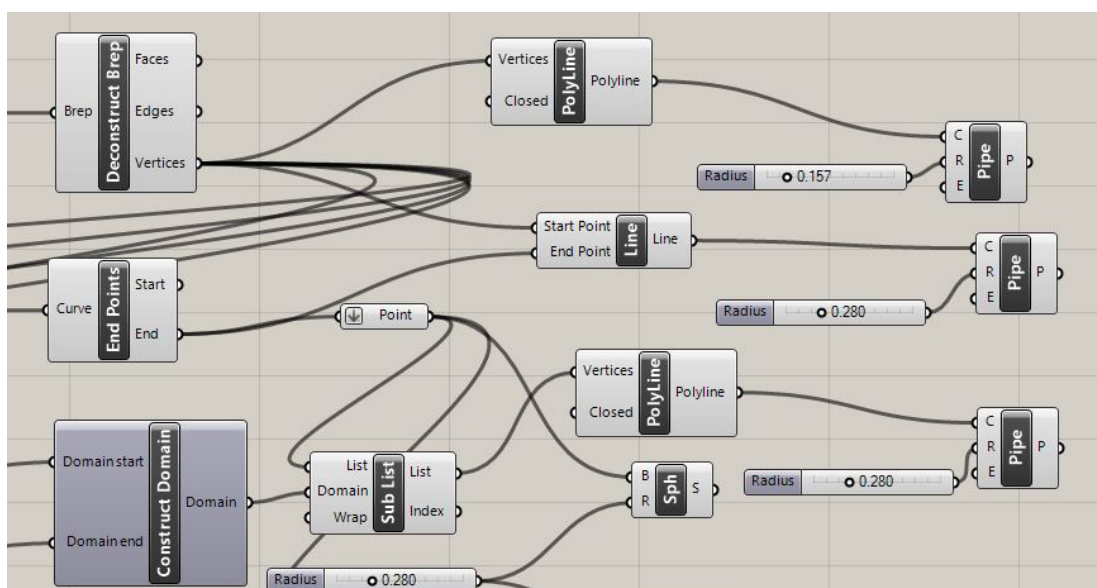 Brep
Deconstruct Brep
Faces
Edges
Vertices
Vertices
Closed
PolyLine
Polyline
Radius 0.157
C
R
E
Pipe
P
Start Point
End Point
Line
Line
C
R
E
Pipe
P
Radius 0.280
Curve
End Points
Start
End
Point
Vertices
Closed
PolyLine
Polyline
C
R
E
Pipe
P
Radius 0.280
Domain start
Domain end
Construct Domain
Domain
List
Domain
Wrap
Sub List
List
Index
B
R
Sph
S
Radius 0.280